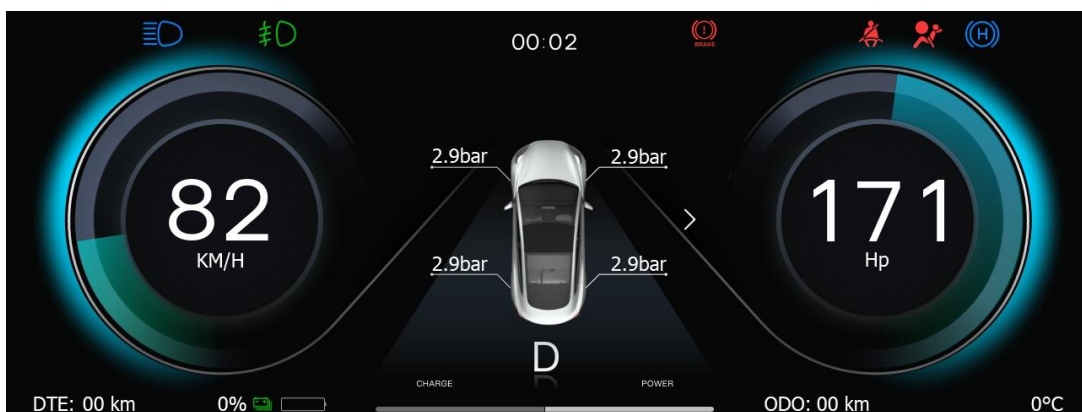 00:02
BRAKE
H
82
KM/H
2.9bar
2.9bar
2.9bar
2.9bar
171
Hp
D
CHARGE
POWER
DTE: 00 km
0%
ODO: 00 km
0°C